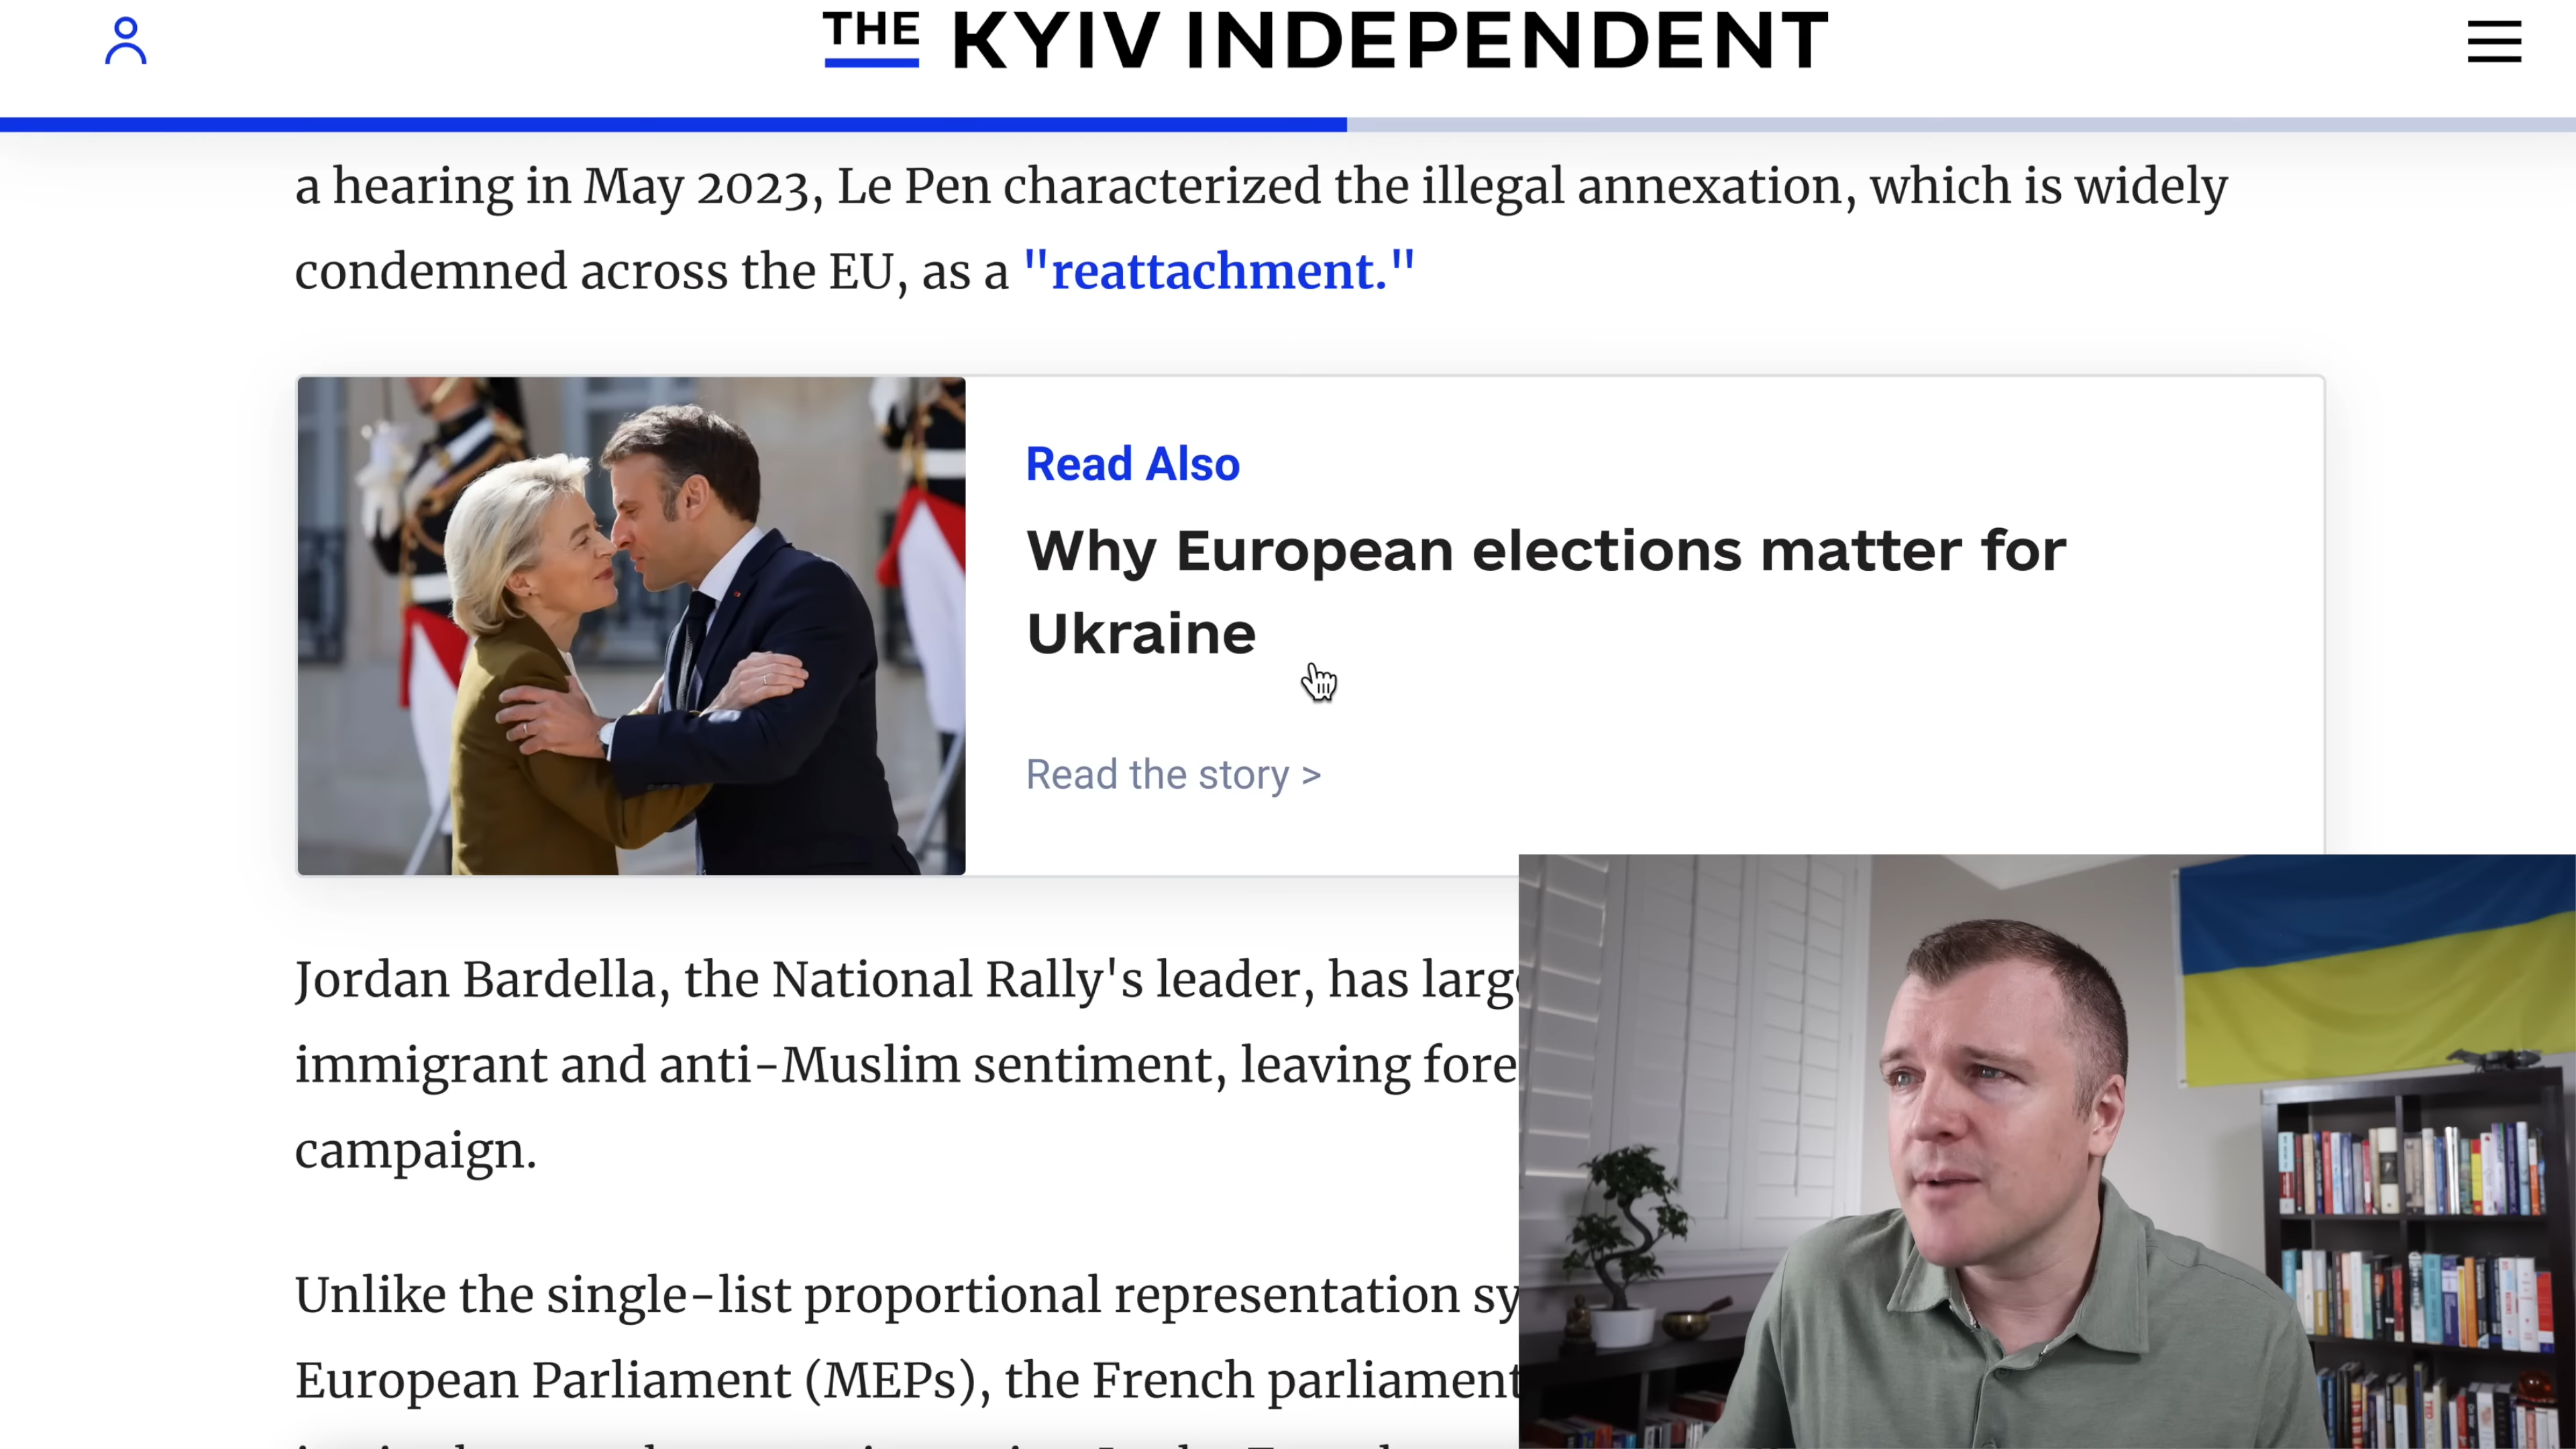 THE KYIV INDEPENDENT
a hearing in May 2023, Le Pen characterized the illegal annexation, which is widely
condemned across the EU, as a "reattachment."
Read Also
Why European elections matter for
Ukraine
Read the story >
Jordan Bardella, the National Rally's leader, has
immigrant and anti-Muslim sentiment, leaving
campaign.
Unlike the single-list proportional representation
European Parliament (MEPs), the French parliament